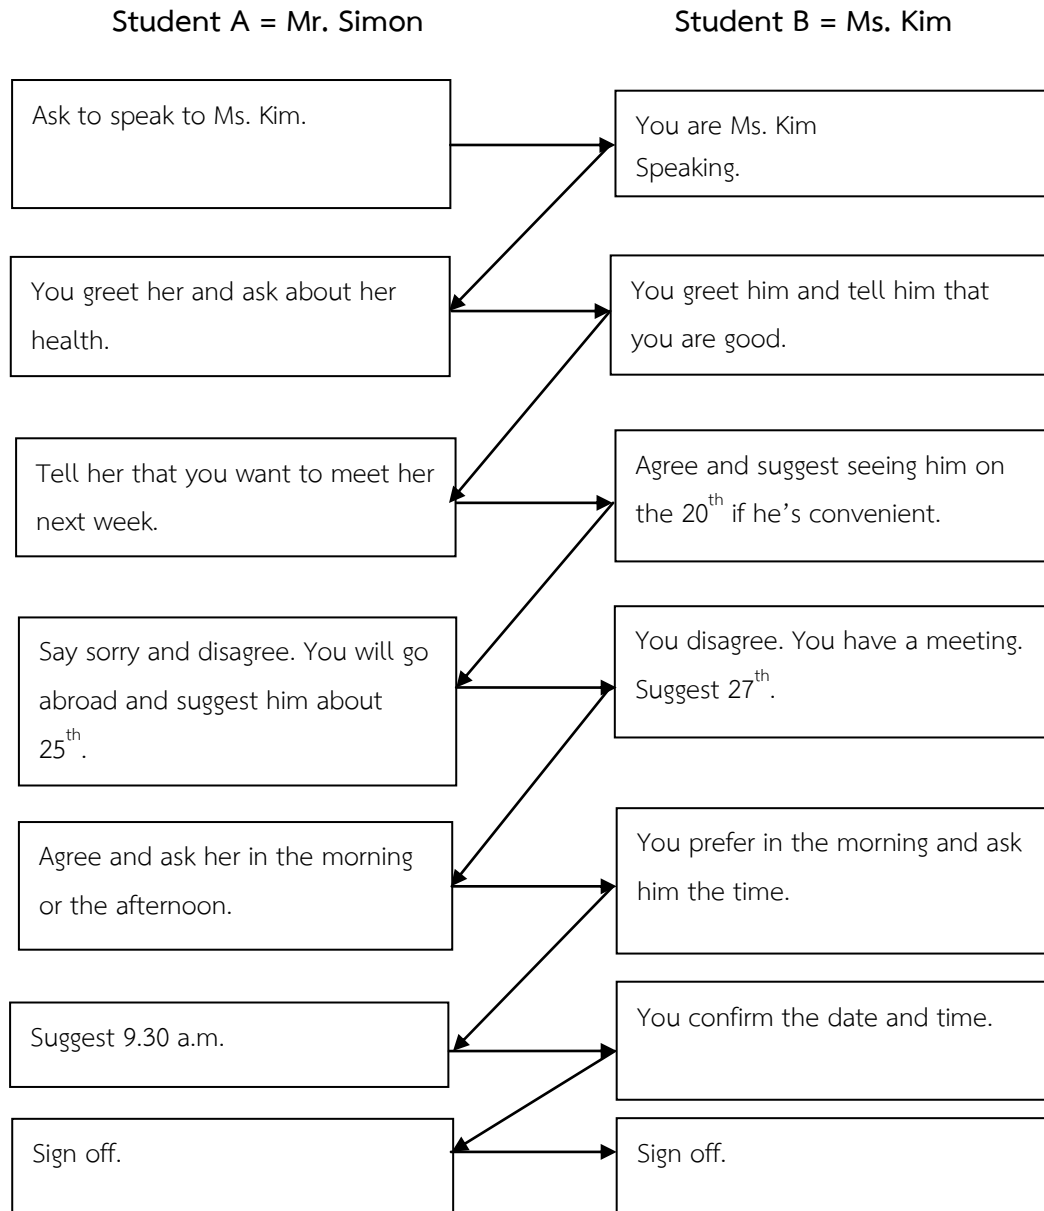 Student A = Mr. Simon
Student B = Ms. Kim
Ask to speak to Ms. Kim.
You are Ms. Kim
Speaking.
You greet her and ask about her
health.
You greet him and tell him that
you are good.
Tell her that you want to meet her
next week.
Agree and suggest seeing him on
the 20th if he's convenient.
Say sorry and disagree. You will go
abroad and suggest him about
25th.
You disagree. You have a meeting.
Suggest 27th.
Agree and ask her in the morning
or the afternoon.
You prefer in the morning and ask
him the time.
Suggest 9.30 a.m.
You confirm the date and time.
Sign off.
Sign off.